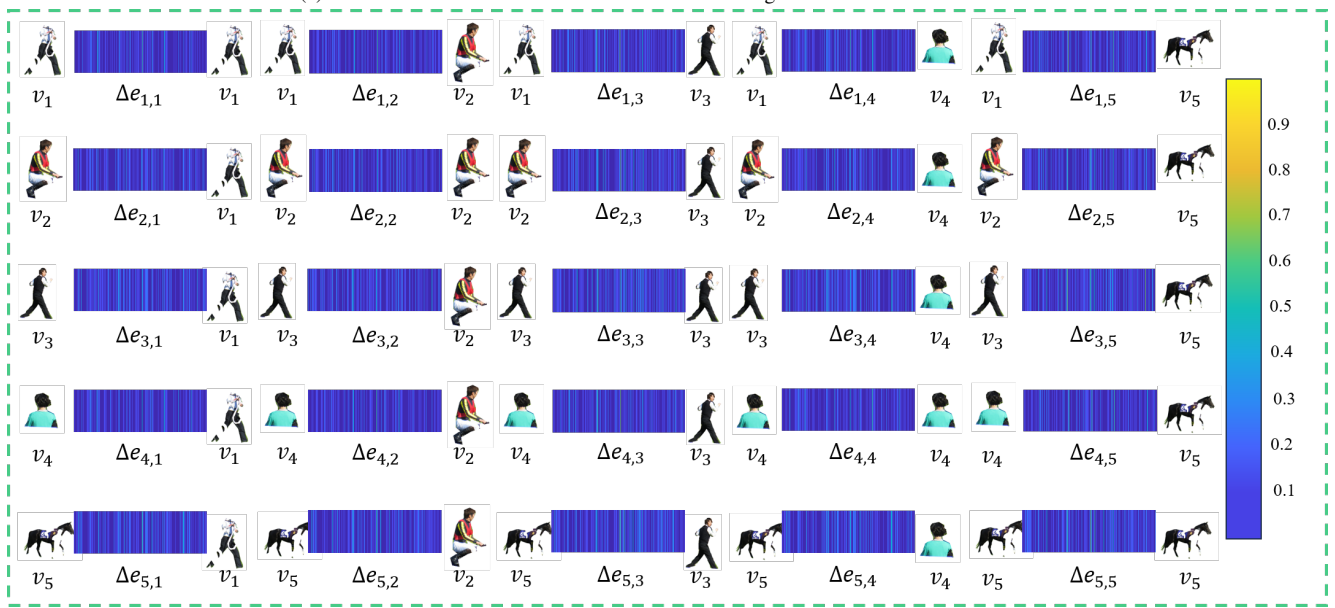 v₁ Δe₁,₁ v₁ v₁ Δe₁,₂ v₂ v₁ Δe₁,₃ v₃ v₁ Δe₁,₄ v₄ v₁ Δe₁,₅ v₅
v₂ Δe₂,₁ v₁ v₂ Δe₂,₂ v₂ v₂ Δe₂,₃ v₃ v₂ Δe₂,₄ v₄ v₂ Δe₂,₅ v₅
v₃ Δe₃,₁ v₁ v₃ Δe₃,₂ v₂ v₃ Δe₃,₃ v₃ v₃ Δe₃,₄ v₄ v₃ Δe₃,₅ v₅
v₄ Δe₄,₁ v₁ v₄ Δe₄,₂ v₂ v₄ Δe₄,₃ v₃ v₄ Δe₄,₄ v₄ v₄ Δe₄,₅ v₅
v₅ Δe₅,₁ v₁ v₅ Δe₅,₂ v₂ v₅ Δe₅,₃ v₃ v₅ Δe₅,₄ v₄ v₅ Δe₅,₅ v₅
0.9
0.8
0.7
0.6
0.5
0.4
0.3
0.2
0.1